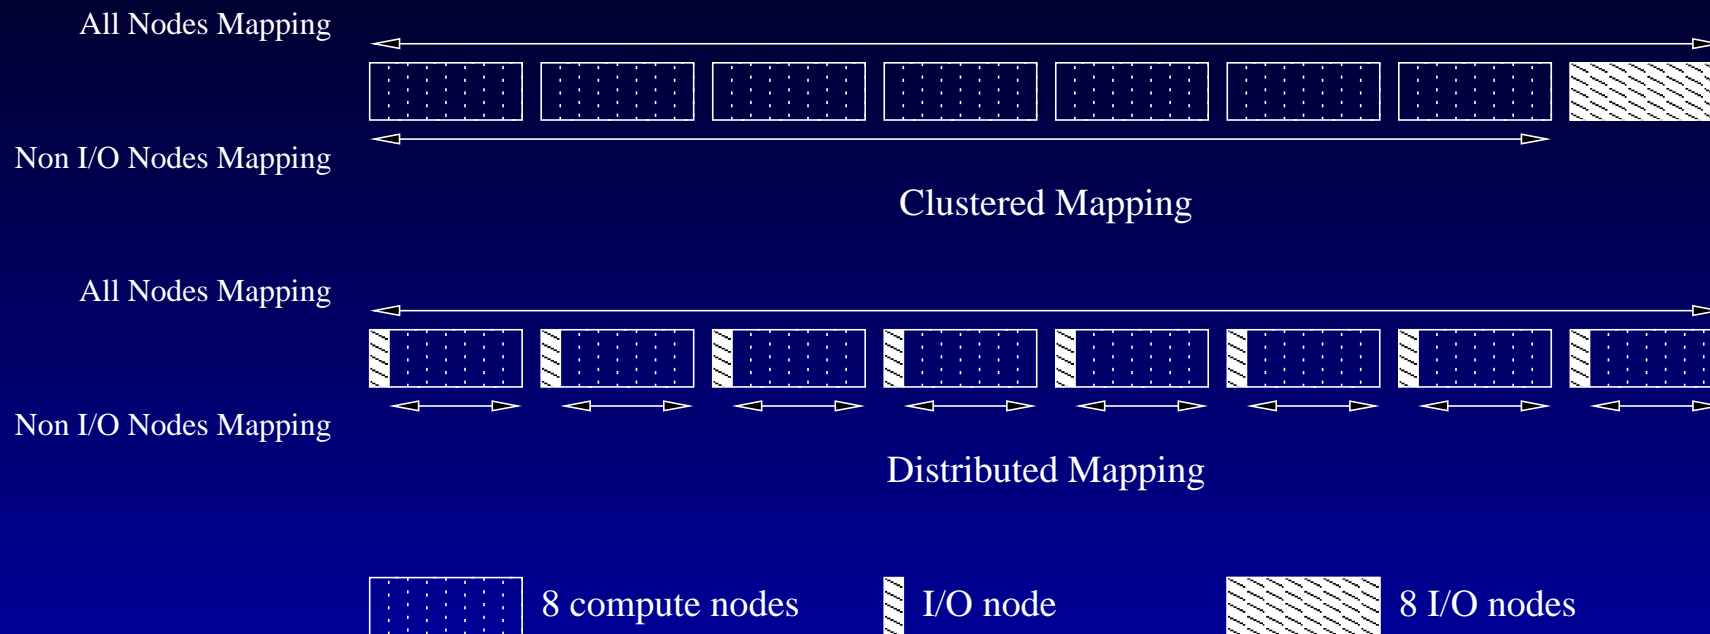 All Nodes Mapping
Non I/O Nodes Mapping
Clustered Mapping
All Nodes Mapping
Non I/O Nodes Mapping
Distributed Mapping
8 compute nodes
I/O node
8 I/O nodes